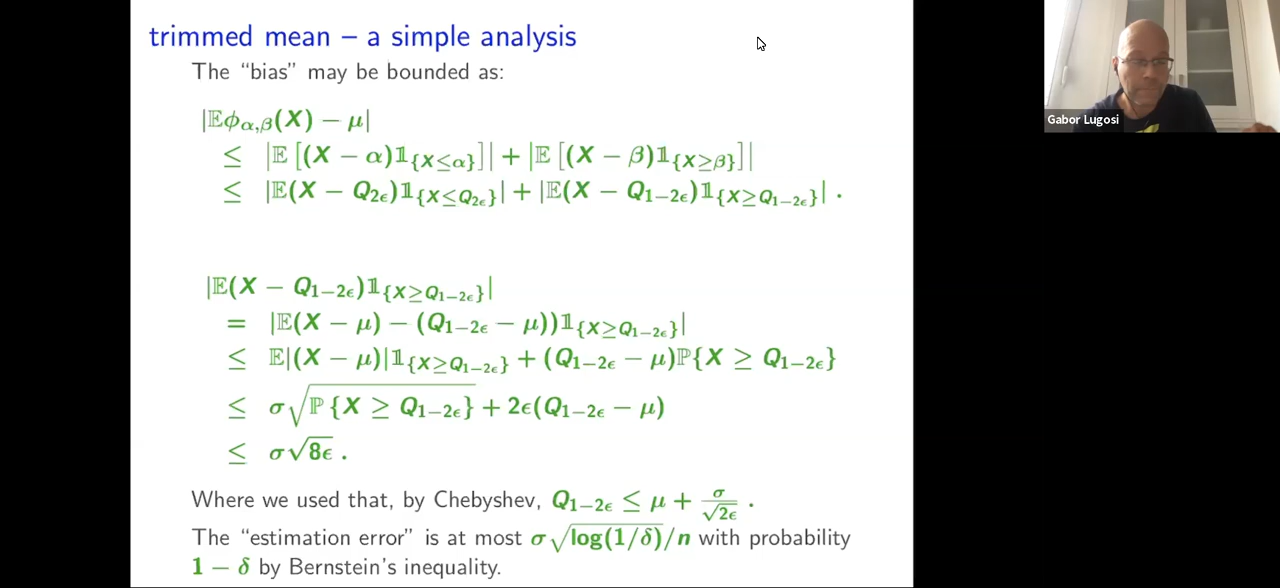 trimmed mean – a simple analysis
The “bias” may be bounded as:
|𝔼ϕ_{α,β}(X) − μ|
≤ |𝔼 [(X − α)𝟙_{{X≤α}}]| + |𝔼 [(X − β)𝟙_{{X≥β}}]|
≤ |𝔼(X − Q_{2ϵ})𝟙_{{X≤Q_{2ϵ}}}| + |𝔼(X − Q_{1−2ϵ})𝟙_{{X≥Q_{1−2ϵ}}}| .
|𝔼(X − Q_{1−2ϵ})𝟙_{{X≥Q_{1−2ϵ}}}|
= |𝔼(X − μ) − (Q_{1−2ϵ} − μ))𝟙_{{X≥Q_{1−2ϵ}}}|
≤ 𝔼|(X − μ)|𝟙_{{X≥Q_{1−2ϵ}}} + (Q_{1−2ϵ} − μ)ℙ{X ≥ Q_{1−2ϵ}}
≤ σ√(ℙ{X ≥ Q_{1−2ϵ}}) + 2ϵ(Q_{1−2ϵ} − μ)
≤ σ√8ϵ .
Where we used that, by Chebyshev, Q_{1−2ϵ} ≤ μ + σ/√2ϵ .
The “estimation error” is at most σ√log(1/δ)/n with probability
1 − δ by Bernstein’s inequality.
Gabor Lugosi